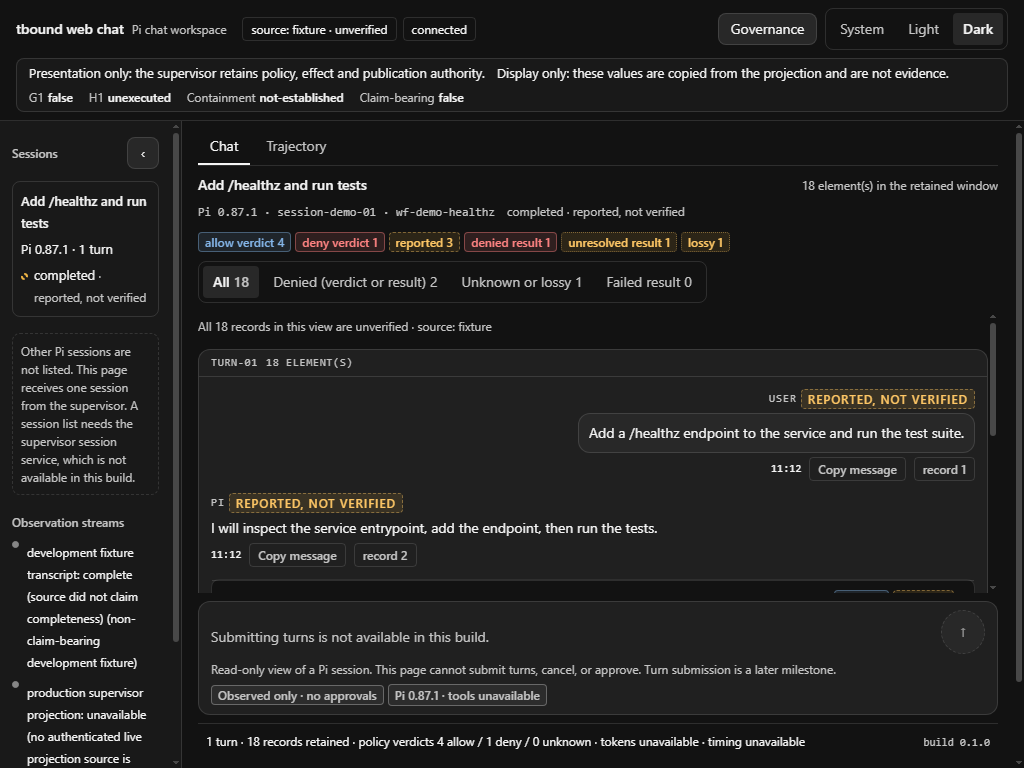 tbound web chat Pi chat workspace source: fixture · unverified connected Governance System Light Dark
Presentation only: the supervisor retains policy, effect and publication authority. Display only: these values are copied from the projection and are not evidence.
G1 false H1 unexecuted Containment not-established Claim-bearing false
Sessions ‹
Add /healthz and run
tests
Pi 0.87.1 · 1 turn
completed ·
reported, not verified
Other Pi sessions are
not listed. This page
receives one session
from the supervisor. A
session list needs the
supervisor session
service, which is not
available in this build.
Observation streams
development fixture
transcript: complete
(source did not claim
completeness) (non-
claim-bearing
development fixture)
production supervisor
projection: unavailable
(no authenticated live
projection source is
Chat Trajectory
Add /healthz and run tests 18 element(s) in the retained window
Pi 0.87.1 · session-demo-01 · wf-demo-healthz completed · reported, not verified
allow verdict 4 deny verdict 1 reported 3 denied result 1 unresolved result 1 lossy 1
All 18 Denied (verdict or result) 2 Unknown or lossy 1 Failed result 0
All 18 records in this view are unverified · source: fixture
TURN-01 18 ELEMENT(S)
USER REPORTED, NOT VERIFIED
Add a /healthz endpoint to the service and run the test suite.
11:12 Copy message record 1
PI REPORTED, NOT VERIFIED
I will inspect the service entrypoint, add the endpoint, then run the tests.
11:12 Copy message record 2
Submitting turns is not available in this build. ↑
Read-only view of a Pi session. This page cannot submit turns, cancel, or approve. Turn submission is a later milestone.
Observed only · no approvals Pi 0.87.1 · tools unavailable
1 turn · 18 records retained · policy verdicts 4 allow / 1 deny / 0 unknown · tokens unavailable · timing unavailable build 0.1.0